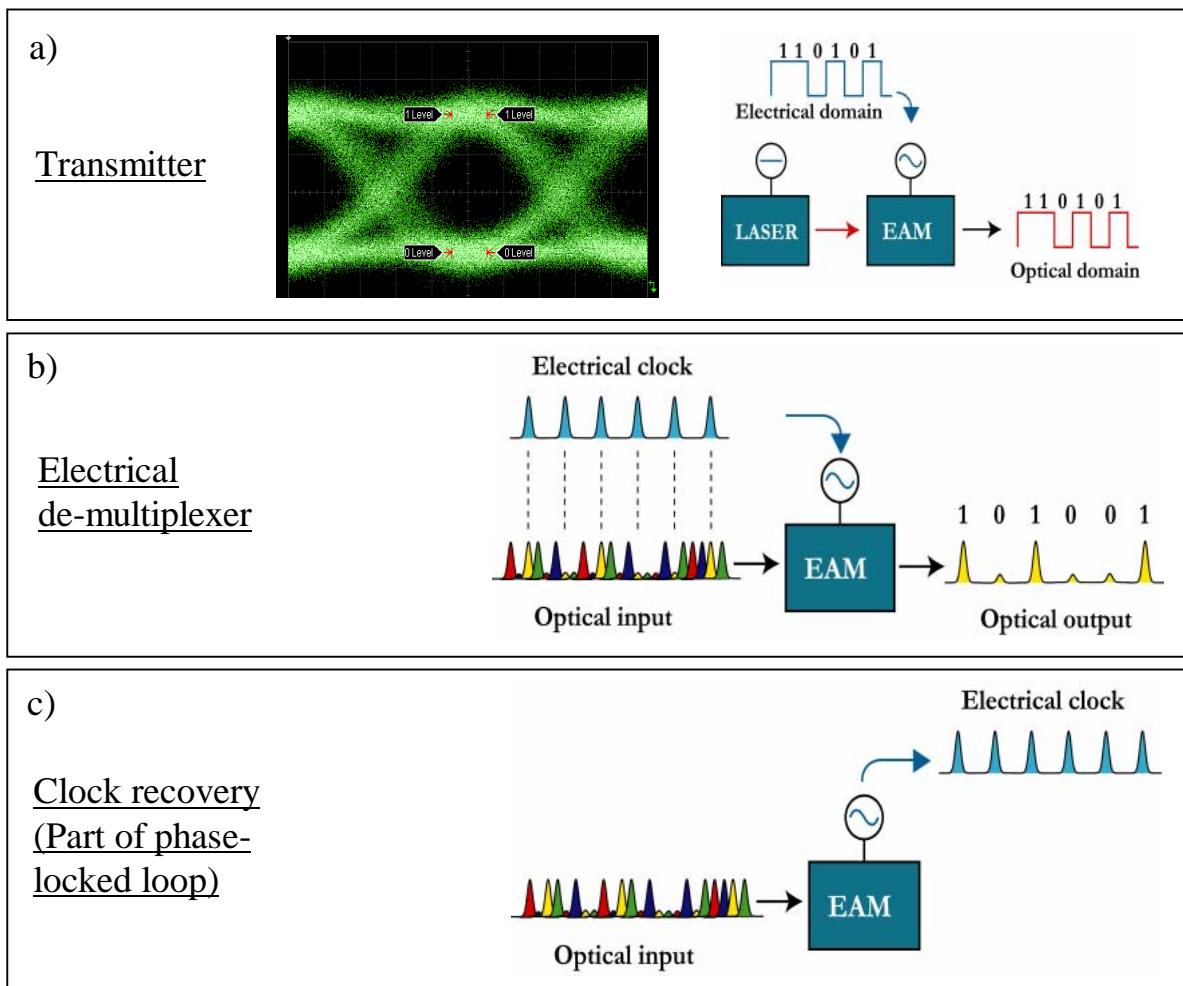 a)
Transmitter
1 Level
1 Level
0 Level
0 Level
1 1 0 1 0 1
Electrical domain
LASER
EAM
1 1 0 1 0 1
Optical domain
b)
Electrical
de-multiplexer
Electrical clock
Optical input
EAM
1 0 1 0 0 1
Optical output
c)
Clock recovery
(Part of phase-
locked loop)
Electrical clock
EAM
Optical input